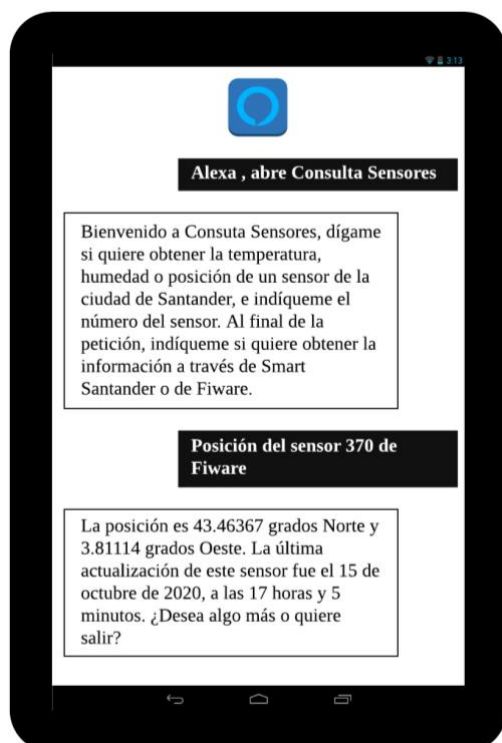 3:13
Alexa , abre Consulta Sensores
Bienvenido a Consuta Sensores, dígame
si quiere obtener la temperatura,
humedad o posición de un sensor de la
ciudad de Santander, e indíqueme el
número del sensor. Al final de la
petición, indíqueme si quiere obtener la
información a través de Smart
Santander o de Fiware.
Posición del sensor 370 de
Fiware
La posición es 43.46367 grados Norte y
3.81114 grados Oeste. La última
actualización de este sensor fue el 15 de
octubre de 2020, a las 17 horas y 5
minutos. ¿Desea algo más o quiere
salir?